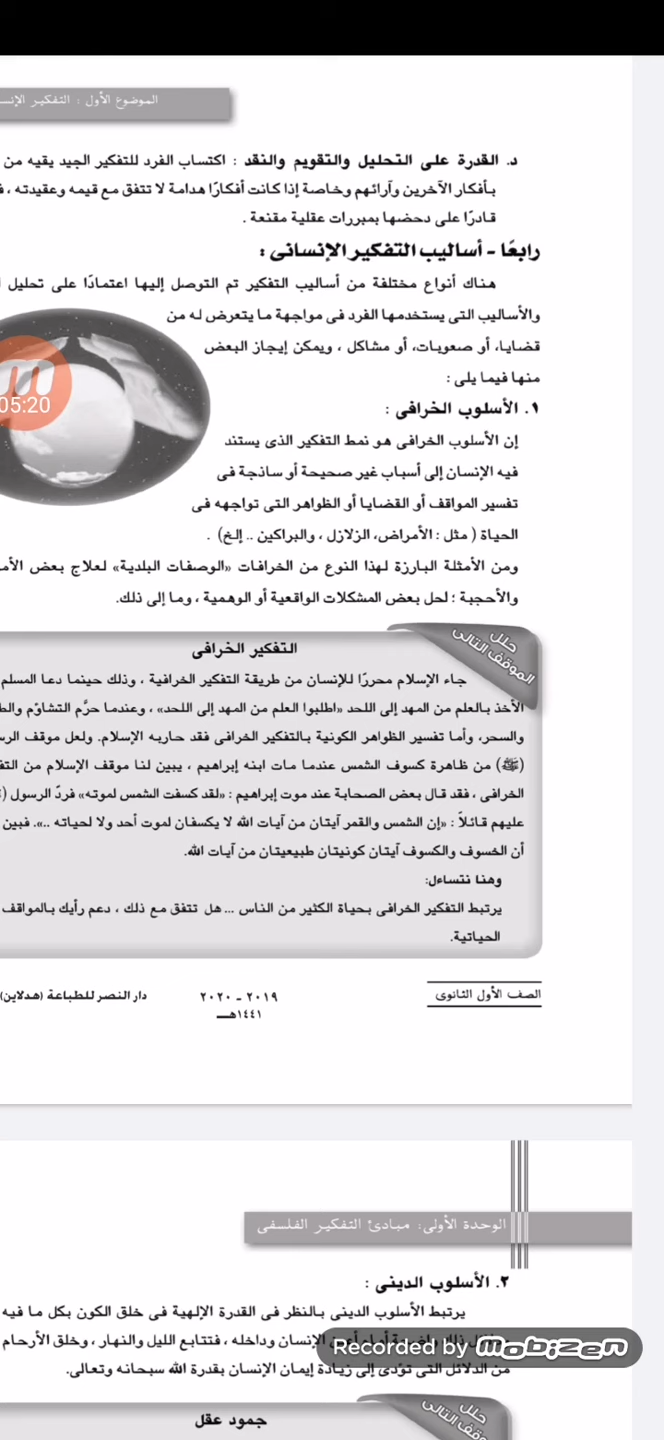 الموضوع الأول : التفكير
د. القدرة على التحليل والتقويم والنقد : اكتساب الفرد للتفكير الجيد يقيه من
بأفكار الآخرين وآرائهم وخاصة إذا كانت أفكارًا هدامة لا تتفق مع قيمه وعقيدته ،
قادرًا على دحضها بمبررات عقلية مقنعة .
رابعًا - أساليب التفكير الإنسانى :
هناك أنواع مختلفة من أساليب التفكير تم التوصل إليها اعتمادًا على تحليل
والأساليب التى يستخدمها الفرد فى مواجهة ما يتعرض له من
قضايا، أو صعوبات، أو مشاكل ، ويمكن إيجاز البعض
منها فيما يلى :
05:20
١. الأسلوب الخرافى :
إن الأسلوب الخرافى هو نمط التفكير الذى يستند
فيه الإنسان إلى أسباب غير صحيحة أو ساذجة فى
تفسير المواقف أو القضايا أو الظواهر التى تواجهه فى
الحياة ( مثل : الأمراض، الزلازل ، والبراكين .. إلخ) .
ومن الأمثلة البارزة لهذا النوع من الخرافات «الوصفات البلدية» لعلاج بعض
والأحجبة ؛ لحل بعض المشكلات الواقعية أو الوهمية ، وما إلى ذلك.
حلل
الموقف التالى
التفكير الخرافى
جاء الإسلام محررًا للإنسان من طريقة التفكير الخرافية ، وذلك حينما دعا المسلم
الأخذ بالعلم من المهد إلى اللحد «اطلبوا العلم من المهد إلى اللحد» ، وعندما حرَّم التشاؤم
والسحر، وأما تفسير الظواهر الكونية بالتفكير الخرافى فقد حاربه الإسلام. ولعل موقف
(ﷺ) من ظاهرة كسوف الشمس عندما مات ابنه إبراهيم ، يبين لنا موقف الإسلام من
الخرافى ، فقد قال بعض الصحابة عند موت إبراهيم : «لقد كسفت الشمس لموته» فردّ الرسول
عليهم قائلاً : «إن الشمس والقمر آيتان من آيات الله لا يكسفان لموت أحد ولا لحياته ..». فبين
أن الخسوف والكسوف آيتان كونيتان طبيعيتان من آيات الله.
وهنا نتساءل:
يرتبط التفكير الخرافى بحياة الكثير من الناس ... هل تتفق مع ذلك ، دعم رأيك بالمواقف
الحياتية.
الصف الأول الثانوى
٢٠١٩ - ٢٠٢٠
١٤٤١هـ
دار النصر للطباعة (هدلاين)
الوحدة الأولى: مبادئ التفكير الفلسفى
٢. الأسلوب الدينى :
يرتبط الأسلوب الدينى بالنظر فى القدرة الإلهية فى خلق الكون بكل ما فيه
الإنسان وداخله ، فتتابع الليل والنهار ، وخلق الأرحام
من الدلائل التى تؤدى إلى زيادة إيمان الإنسان بقدرة الله سبحانه وتعالى.
Recorded by mobizen
حلل
الموقف التالى
جمود عقل